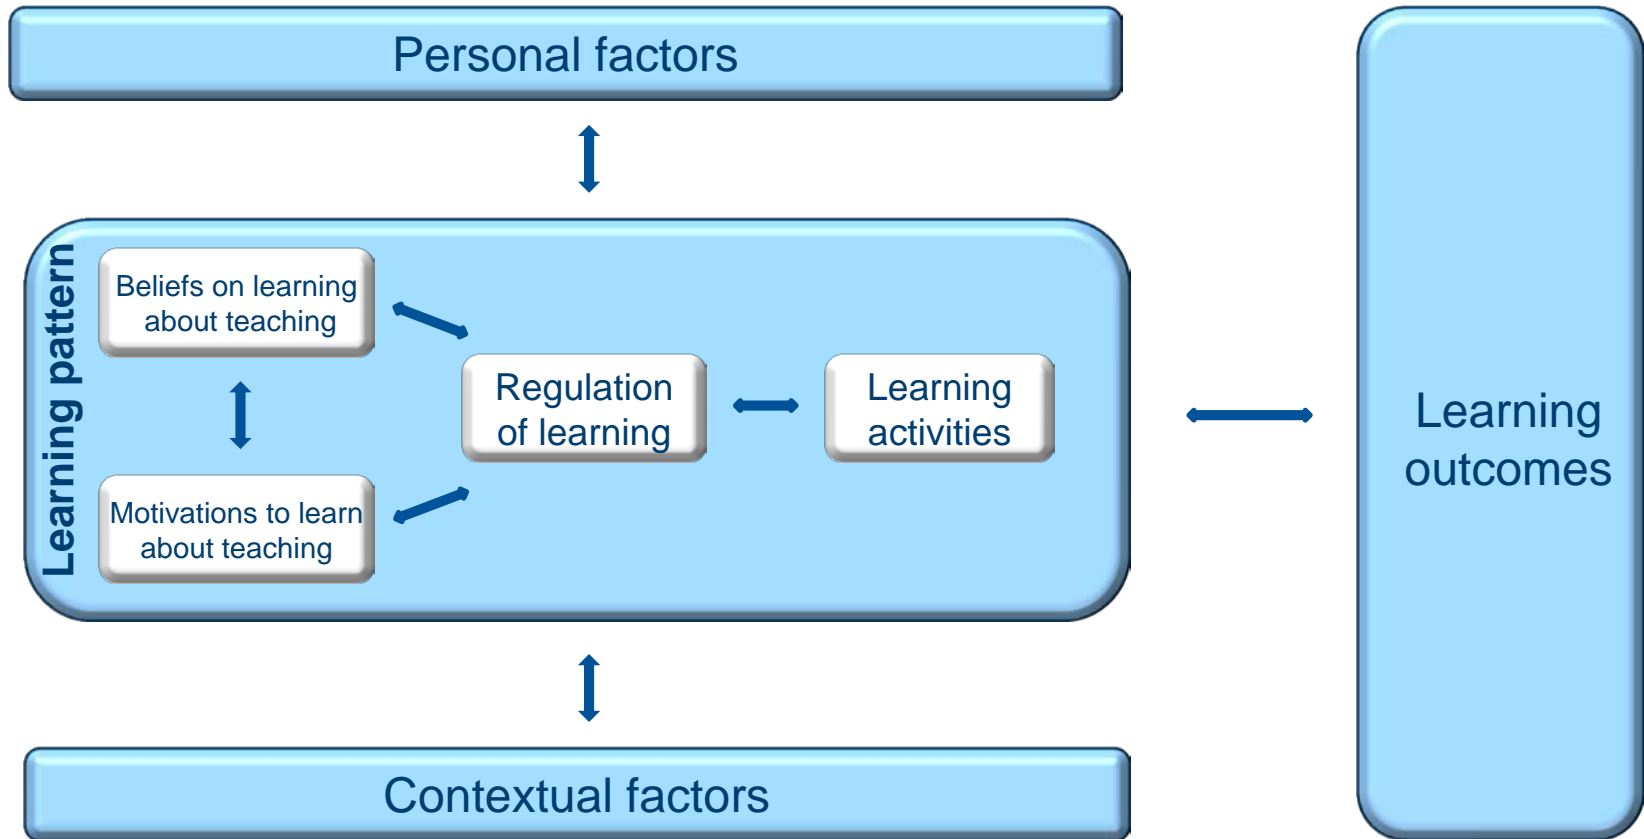 Personal factors
Learning pattern
Beliefs on learning
about teaching
Motivations to learn
about teaching
Regulation
of learning
Learning
activities
Learning
outcomes
Contextual factors